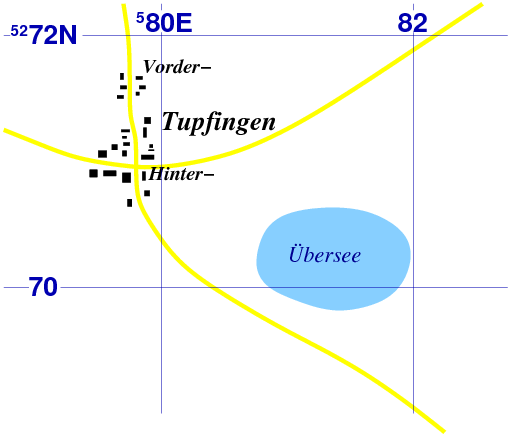 ⁵80E 82
⁵²72N
Vorder–
Tupfingen
Hinter–
Übersee
70